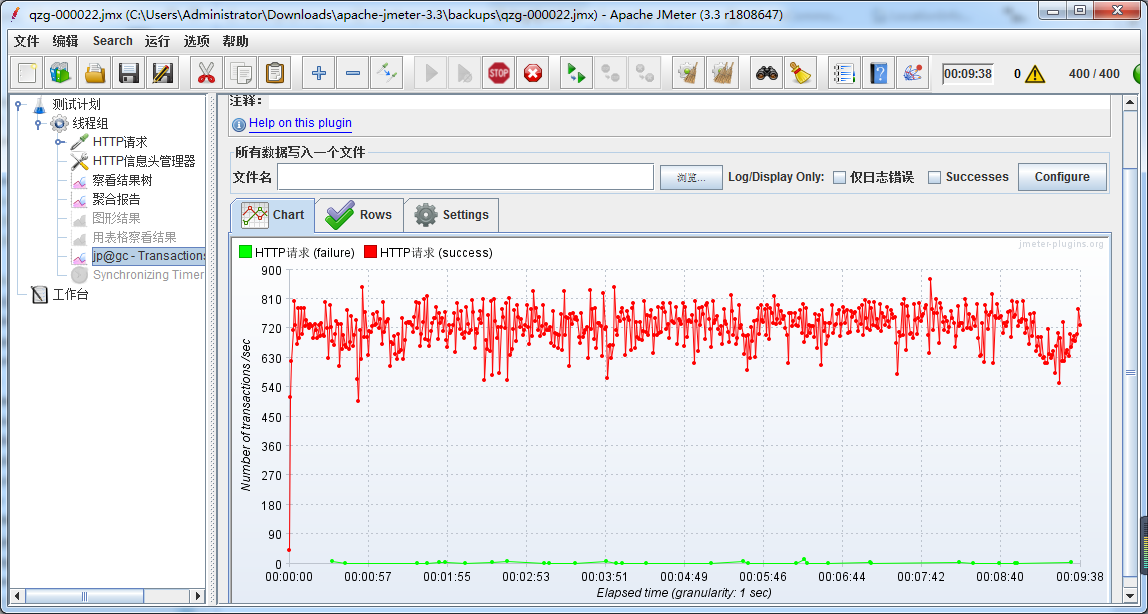 qzg-000022.jmx (C:\Users\Administrator\Downloads\apache-jmeter-3.3\backups\qzg-000022.jmx) - Apache JMeter (3.3 r1808647)
文件 编辑 Search 运行 选项 帮助
STOP 00:09:38 0 400 / 400
测试计划
线程组
HTTP请求
HTTP信息头管理器
察看结果树
聚合报告
图形结果
用表格察看结果
jp@gc - Transactions
Synchronizing Timer
工作台
注释：
Help on this plugin
所有数据写入一个文件
文件名 浏览... Log/Display Only: 仅日志错误 Successes Configure
Chart Rows Settings
jmeter-plugins.org
HTTP请求 (failure) HTTP请求 (success)
900
810
720
630
540
450
360
270
180
90
0
Number of transactions /sec
00:00:00 00:00:57 00:01:55 00:02:53 00:03:51 00:04:49 00:05:46 00:06:44 00:07:42 00:08:40 00:09:38
Elapsed time (granularity: 1 sec)